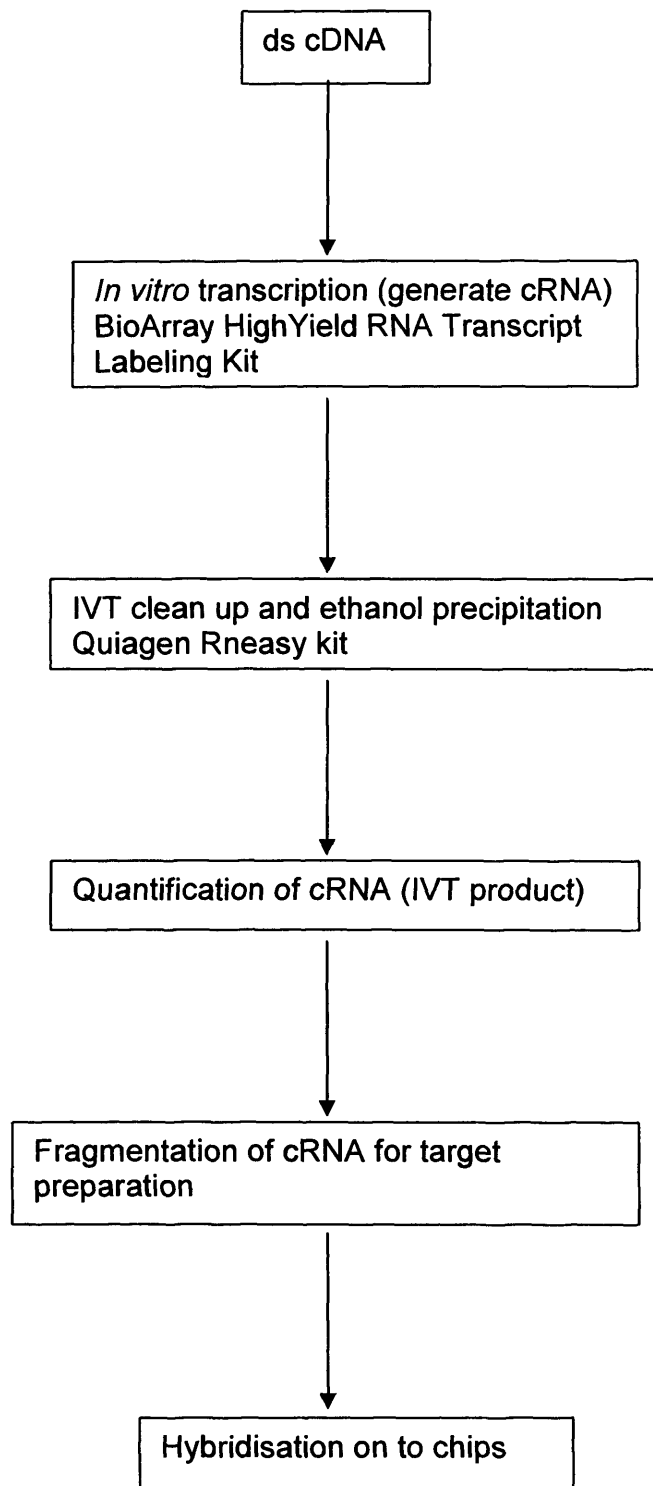 ds cDNA
In vitro transcription (generate cRNA)
BioArray HighYield RNA Transcript
Labeling Kit
IVT clean up and ethanol precipitation
Quiagen Rneasy kit
Quantification of cRNA (IVT product)
Fragmentation of cRNA for target
preparation
Hybridisation on to chips